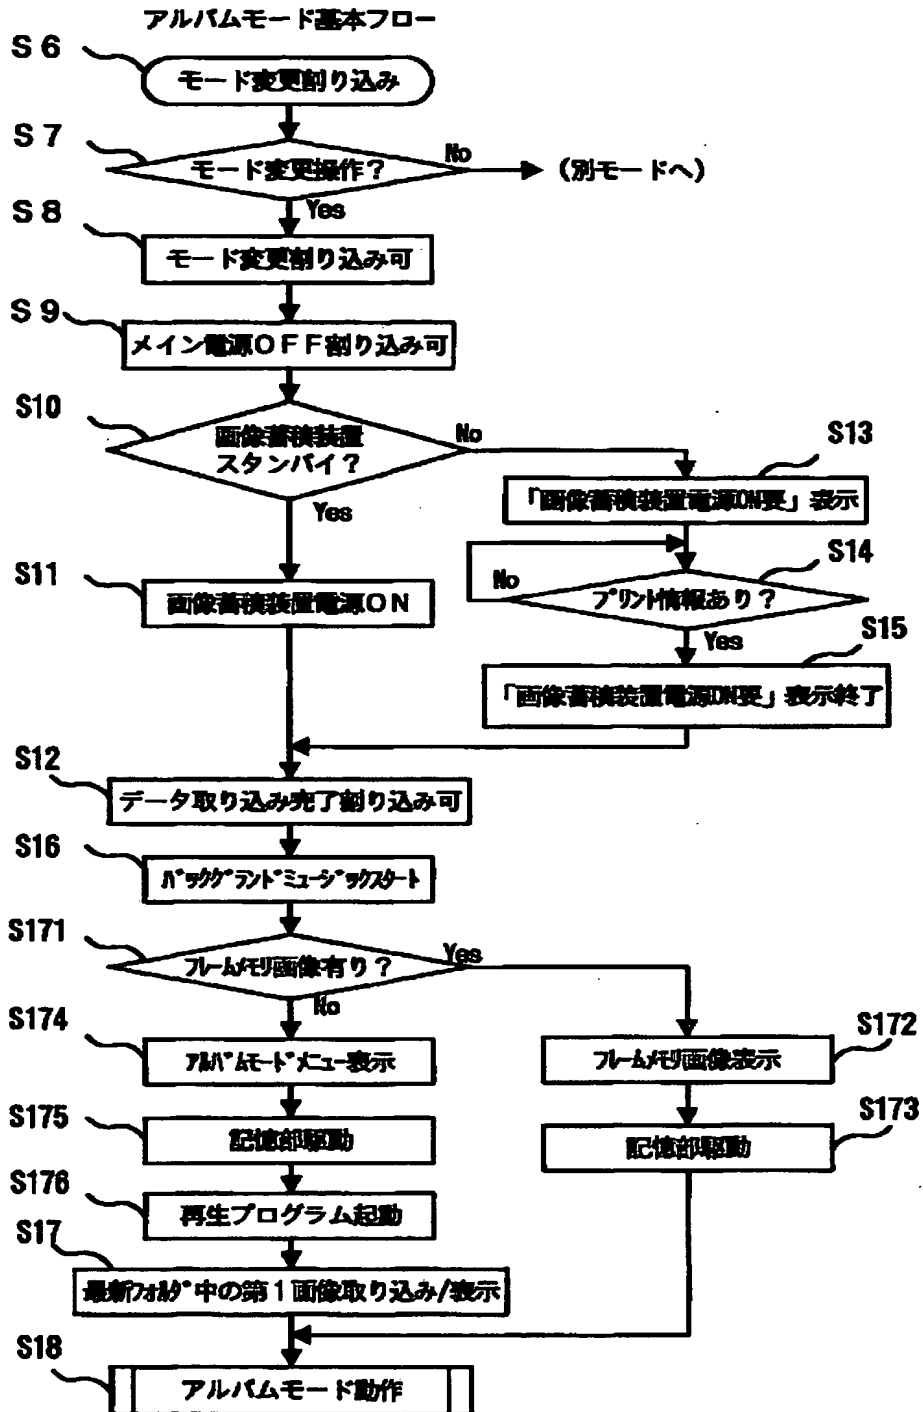 アルバムモード基本フロー
S6
モード変更割り込み
S7
モード変更操作？
No
(別モードへ)
Yes
S8
モード変更割り込み可
S9
メイン電源OFF割り込み可
S10
画像蓄積装置
スタンバイ？
No
Yes
S13
「画像蓄積装置電源ON要」表示
S14
プリント情報あり？
No
Yes
S11
画像蓄積装置電源ON
S15
「画像蓄積装置電源ON要」表示終了
S12
データ取り込み完了割り込み可
S16
バックグランドミュージックスタート
S171
フレームメモリ画像有り？
Yes
No
S174
アルバムモードメニュー表示
S172
フレームメモリ画像表示
S175
記憶部駆動
S173
記憶部駆動
S176
再生プログラム起動
S17
最新フォルダ中の第1画像取り込み/表示
S18
アルバムモード動作